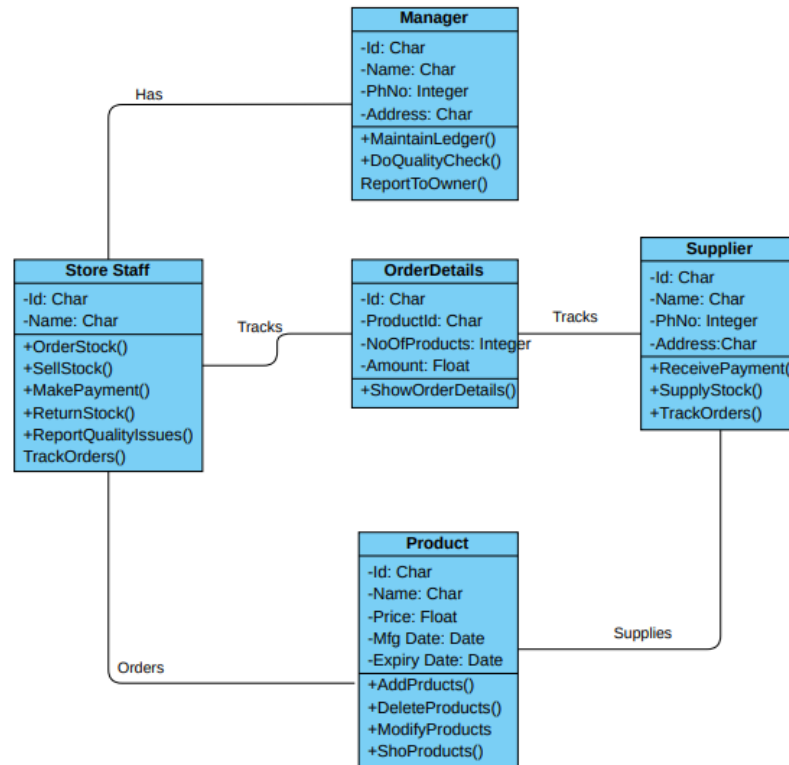 Manager
-Id: Char
-Name: Char
-PhNo: Integer
-Address: Char
+MaintainLedger()
+DoQualityCheck()
ReportToOwner()
Has
Store Staff
-Id: Char
-Name: Char
+OrderStock()
+SellStock()
+MakePayment()
+ReturnStock()
+ReportQualityIssues()
TrackOrders()
Tracks
OrderDetails
-Id: Char
-ProductId: Char
-NoOfProducts: Integer
-Amount: Float
+ShowOrderDetails()
Tracks
Supplier
-Id: Char
-Name: Char
-PhNo: Integer
-Address:Char
+ReceivePayment(
+SupplyStock()
+TrackOrders()
Product
-Id: Char
-Name: Char
-Price: Float
-Mfg Date: Date
-Expiry Date: Date
+AddPrducts()
+DeleteProducts()
+ModifyProducts
+ShoProducts()
Supplies
Orders